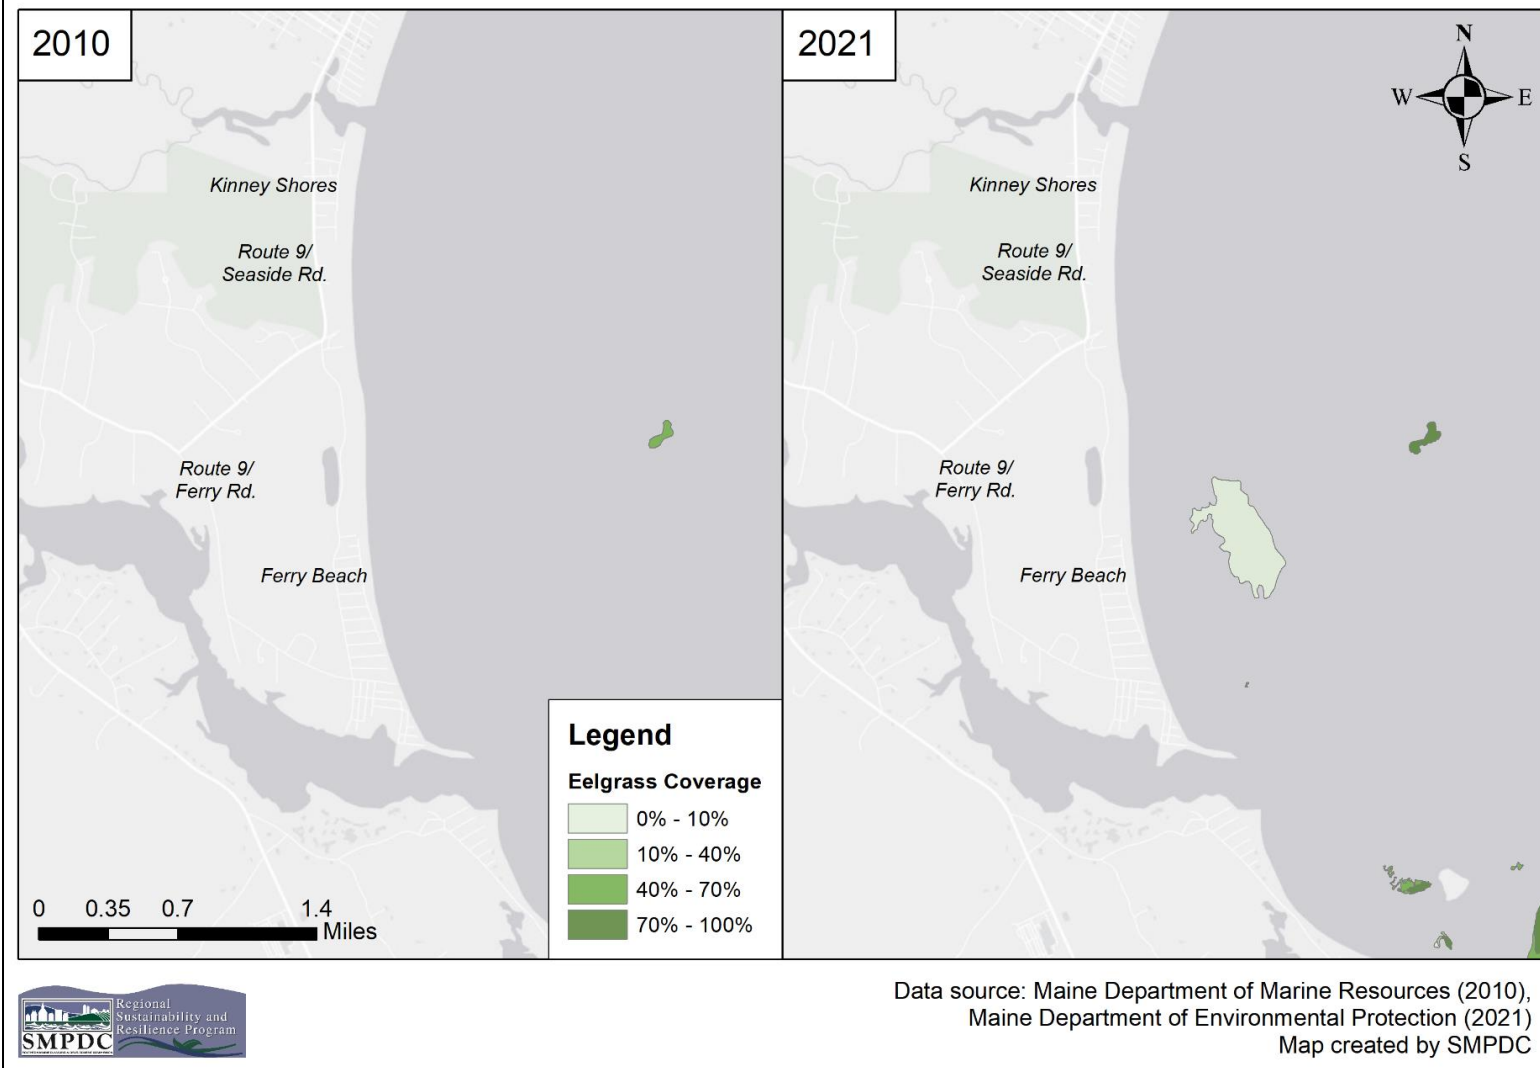 2010
2021
N
W
E
S
Kinney Shores
Route 9/
Seaside Rd.
Route 9/
Ferry Rd.
Ferry Beach
Kinney Shores
Route 9/
Seaside Rd.
Route 9/
Ferry Rd.
Ferry Beach
Legend
Eelgrass Coverage
0% - 10%
10% - 40%
40% - 70%
70% - 100%
0 0.35 0.7 1.4
Miles
Regional
Sustainability and
Resilience Program
SMPDC
Data source: Maine Department of Marine Resources (2010),
Maine Department of Environmental Protection (2021)
Map created by SMPDC